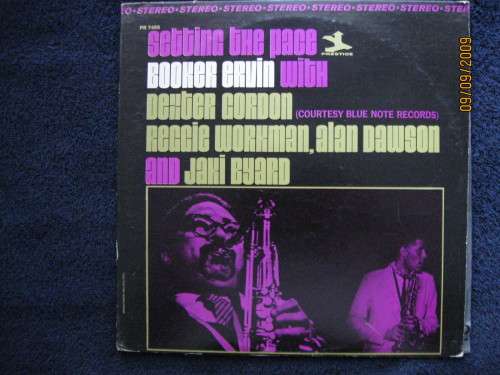 STEREO • STEREO • STEREO • STEREO • STEREO • STEREO • STEREO • STEREO
PR 7455
Setting the pace
PRESTIGE
BOOKER ERVIN WITH
DEXTER GORDON (COURTESY BLUE NOTE RECORDS)
REGGIE WORKMAN, ALAN DAWSON
AND JAKI BYARD
09/09/2009